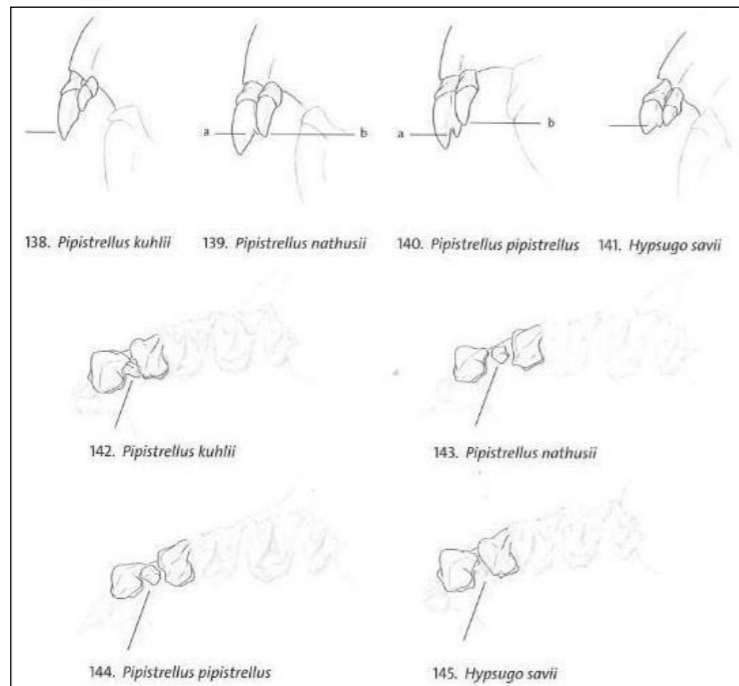 a b a b
138. Pipistrellus kuhlii 139. Pipistrellus nathusii 140. Pipistrellus pipistrellus 141. Hypsugo savii
142. Pipistrellus kuhlii 143. Pipistrellus nathusii
144. Pipistrellus pipistrellus 145. Hypsugo savii